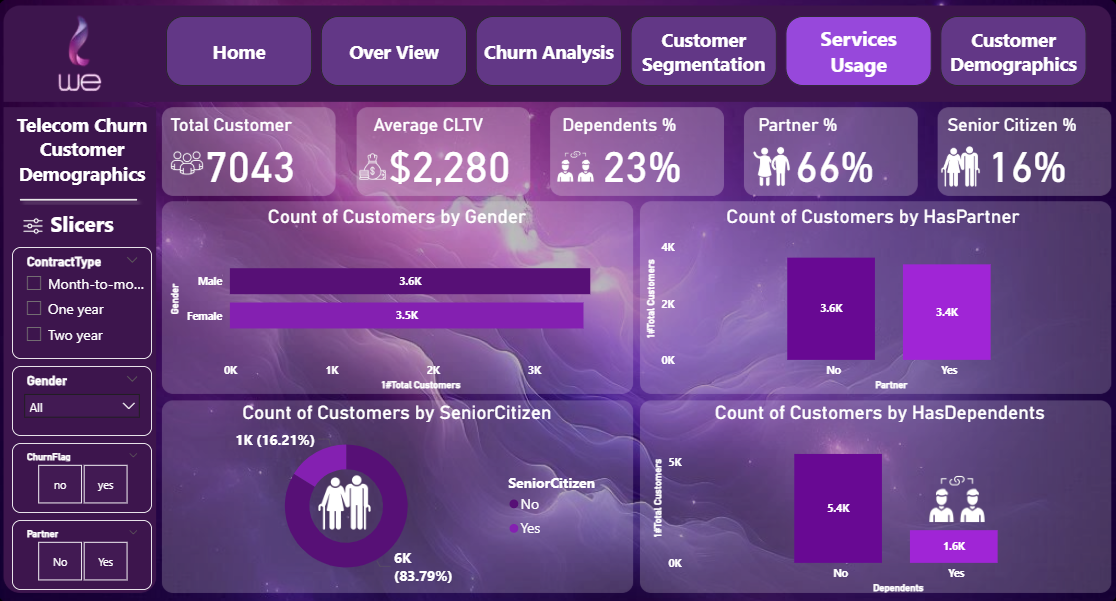 we
Home
Over View
Churn Analysis
Customer
Segmentation
Services
Usage
Customer
Demographics
Telecom Churn
Customer
Demographics
Slicers
ContractType
Month-to-mo...
One year
Two year
Gender
All
ChurnFlag
no
yes
Partner
No
Yes
Total Customer
7043
Average CLTV
$2,280
Dependents %
23%
Partner %
66%
Senior Citizen %
16%
Count of Customers by Gender
Gender
Male
3.6K
Female
3.5K
0K
1K
2K
3K
1#Total Customers
Count of Customers by HasPartner
1#Total Customers
4K
2K
0K
3.6K
3.4K
No
Yes
Partner
Count of Customers by SeniorCitizen
1K (16.21%)
6K
(83.79%)
SeniorCitizen
No
Yes
Count of Customers by HasDependents
1#Total Customers
5K
0K
5.4K
1.6K
No
Yes
Dependents